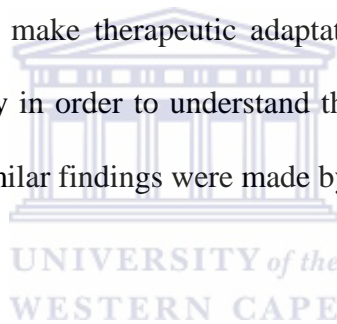 make therapeutic adaptat
y in order to understand th
milar findings were made by
UNIVERSITY of the
WESTERN CAPE